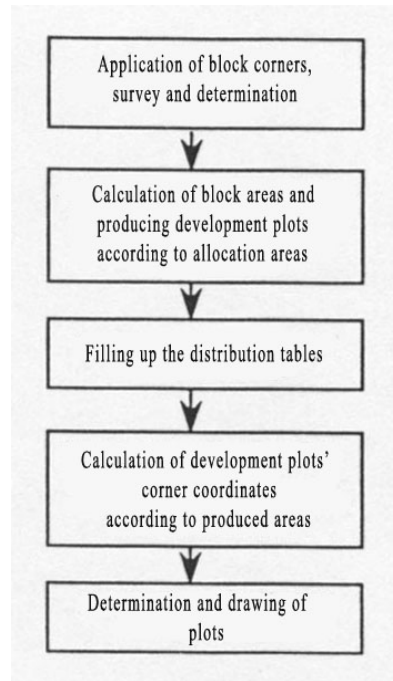 Application of block corners,
survey and determination
Calculation of block areas and
producing development plots
according to allocation areas
Filling up the distribution tables
Calculation of development plots'
corner coordinates
according to produced areas
Determination and drawing of
plots